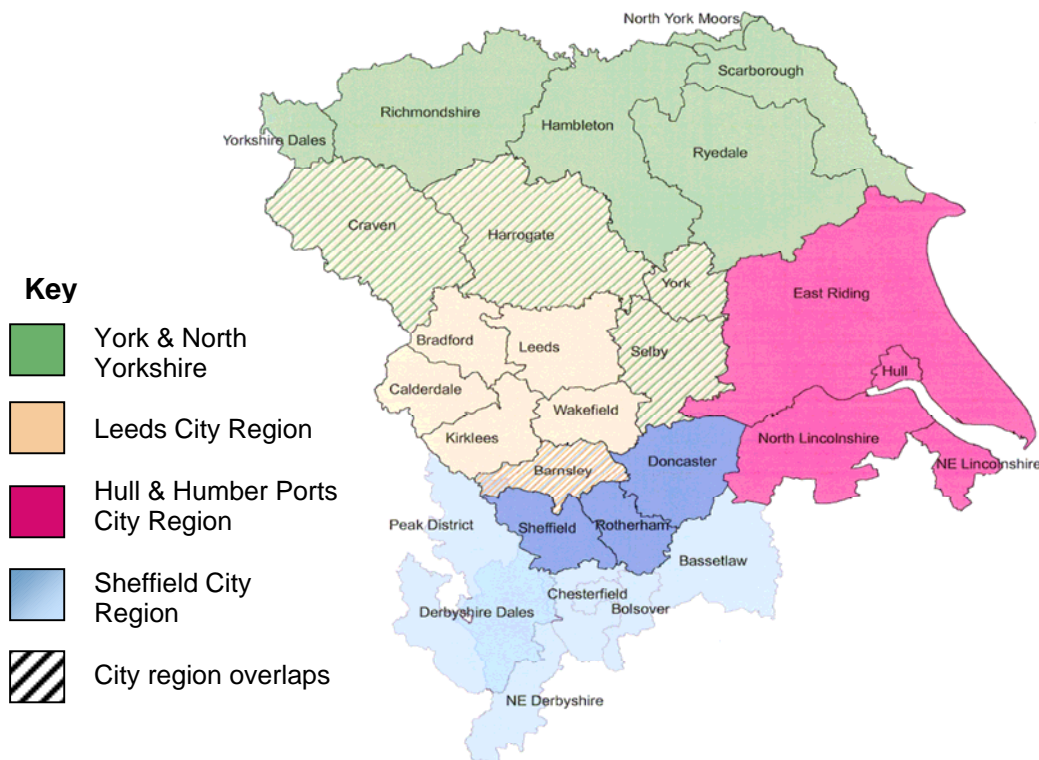 North York Moors
Scarborough
Richmondshire
Hambleton
Yorkshire Dales
Ryedale
Craven
Harrogate
York
East Riding
Bradford
Leeds
Selby
Hull
Calderdale
Wakefield
Kirklees
North Lincolnshire
Barnsley
Doncaster
NE Lincolnshire
Peak District
Sheffield
Rotherham
Bassetlaw
Chesterfield
Bolsover
Derbyshire Dales
NE Derbyshire
Key
York & North
Yorkshire
Leeds City Region
Hull & Humber Ports
City Region
Sheffield City
Region
City region overlaps